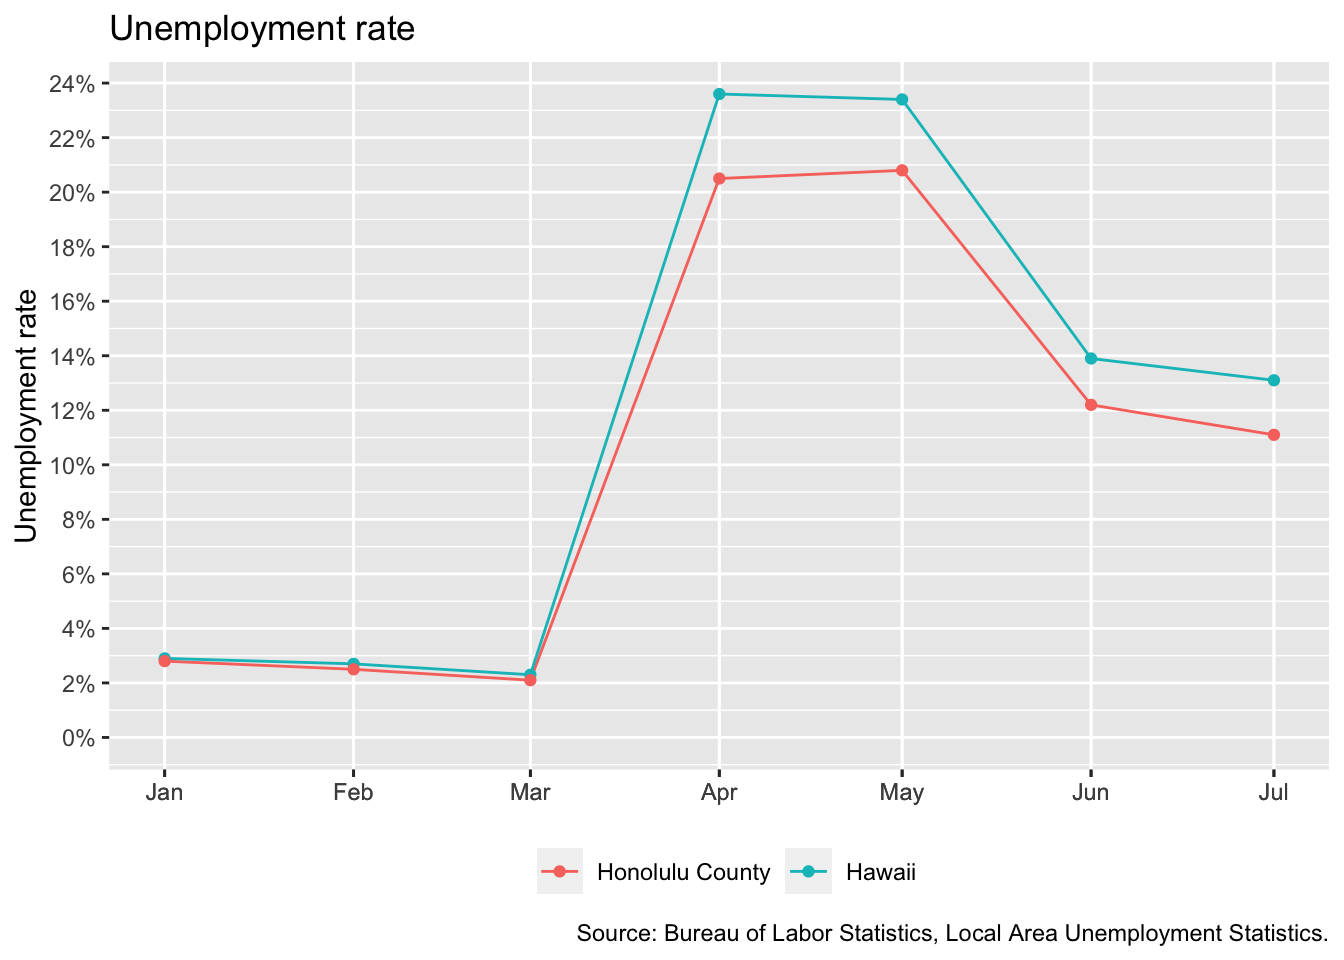 Unemployment rate
24%
22%
20%
18%
16%
14%
12%
10%
8%
6%
4%
2%
0%
Unemployment rate
Jan Feb Mar Apr May Jun Jul
Honolulu County Hawaii
Source: Bureau of Labor Statistics, Local Area Unemployment Statistics.